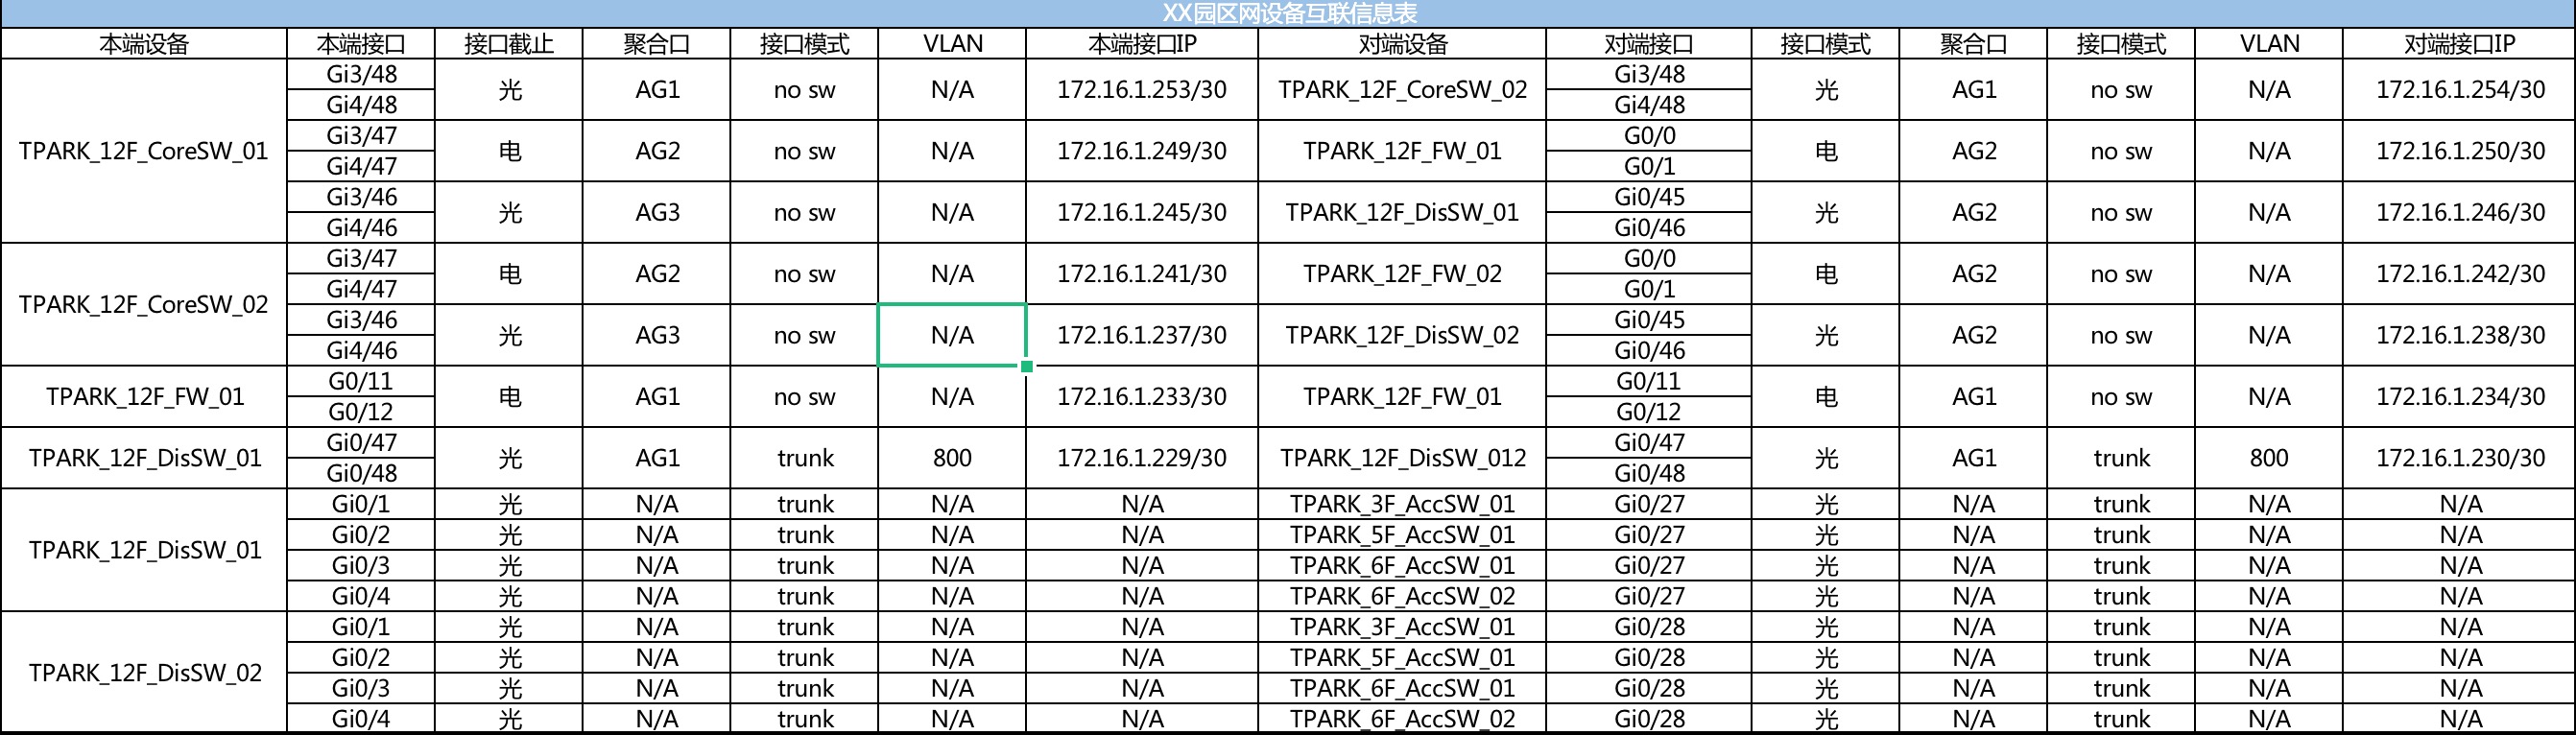 XX园区网设备互联信息表
本端设备 本端接口 接口截止 聚合口 接口模式 VLAN 本端接口IP 对端设备 对端接口 接口模式 聚合口 接口模式 VLAN 对端接口IP
Gi3/48 Gi3/48
光 AG1 no sw N/A 172.16.1.253/30 TPARK_12F_CoreSW_02 光 AG1 no sw N/A 172.16.1.254/30
Gi4/48 Gi4/48
Gi3/47 G0/0
TPARK_12F_CoreSW_01 电 AG2 no sw N/A 172.16.1.249/30 TPARK_12F_FW_01 电 AG2 no sw N/A 172.16.1.250/30
Gi4/47 G0/1
Gi3/46 Gi0/45
光 AG3 no sw N/A 172.16.1.245/30 TPARK_12F_DisSW_01 光 AG2 no sw N/A 172.16.1.246/30
Gi4/46 Gi0/46
Gi3/47 G0/0
电 AG2 no sw N/A 172.16.1.241/30 TPARK_12F_FW_02 电 AG2 no sw N/A 172.16.1.242/30
Gi4/47 G0/1
TPARK_12F_CoreSW_02
Gi3/46 Gi0/45
光 AG3 no sw N/A 172.16.1.237/30 TPARK_12F_DisSW_02 光 AG2 no sw N/A 172.16.1.238/30
Gi4/46 Gi0/46
G0/11 G0/11
TPARK_12F_FW_01 电 AG1 no sw N/A 172.16.1.233/30 TPARK_12F_FW_01 电 AG1 no sw N/A 172.16.1.234/30
G0/12 G0/12
Gi0/47 Gi0/47
TPARK_12F_DisSW_01 光 AG1 trunk 800 172.16.1.229/30 TPARK_12F_DisSW_012 光 AG1 trunk 800 172.16.1.230/30
Gi0/48 Gi0/48
Gi0/1 光 N/A trunk N/A N/A TPARK_3F_AccSW_01 Gi0/27 光 N/A trunk N/A N/A
Gi0/2 光 N/A trunk N/A N/A TPARK_5F_AccSW_01 Gi0/27 光 N/A trunk N/A N/A
TPARK_12F_DisSW_01
Gi0/3 光 N/A trunk N/A N/A TPARK_6F_AccSW_01 Gi0/27 光 N/A trunk N/A N/A
Gi0/4 光 N/A trunk N/A N/A TPARK_6F_AccSW_02 Gi0/27 光 N/A trunk N/A N/A
Gi0/1 光 N/A trunk N/A N/A TPARK_3F_AccSW_01 Gi0/28 光 N/A trunk N/A N/A
Gi0/2 光 N/A trunk N/A N/A TPARK_5F_AccSW_01 Gi0/28 光 N/A trunk N/A N/A
TPARK_12F_DisSW_02
Gi0/3 光 N/A trunk N/A N/A TPARK_6F_AccSW_01 Gi0/28 光 N/A trunk N/A N/A
Gi0/4 光 N/A trunk N/A N/A TPARK_6F_AccSW_02 Gi0/28 光 N/A trunk N/A N/A